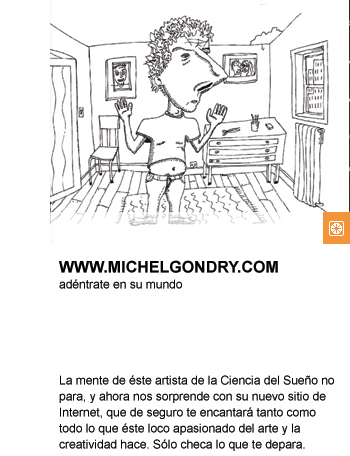 WWW.MICHELGONDRY.COM
adéntrate en su mundo
La mente de éste artista de la Ciencia del Sueño no
para, y ahora nos sorprende con su nuevo sitio de
Internet, que de seguro te encantará tanto como
todo lo que éste loco apasionado del arte y la
creatividad hace. Sólo checa lo que te depara.